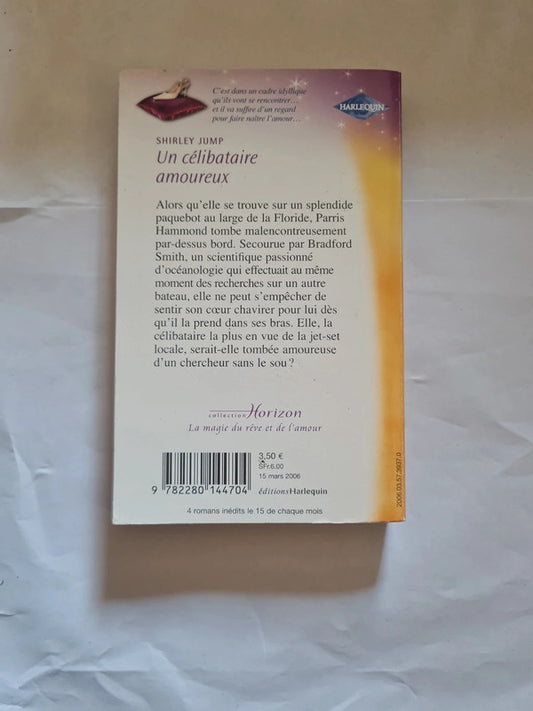 C'est dans un cadre idyllique
qu'ils vont se rencontrer...
et il va suffire d'un regard
pour faire naître l'amour...
HARLEQUIN
SHIRLEY JUMP
Un célibataire
amoureux
Alors qu'elle se trouve sur un splendide
paquebot au large de la Floride, Parris
Hammond tombe malencontreusement
par-dessus bord. Secourue par Bradford
Smith, un scientifique passionné
d'océanologie qui effectuait au même
moment des recherches sur un autre
bateau, elle ne peut s'empêcher de
sentir son cœur chavirer pour lui dès
qu'il la prend dans ses bras. Elle, la
célibataire la plus en vue de la jet-set
locale, serait-elle tombée amoureuse
d'un chercheur sans le sou ?
collection Horizon
La magie du rêve et de l'amour
3,50 €
SFr.6.00
15 mars 2006
9 782280 144704
éditionsHarlequin
4 romans inédits le 15 de chaque mois
2006.03.57.3937.0